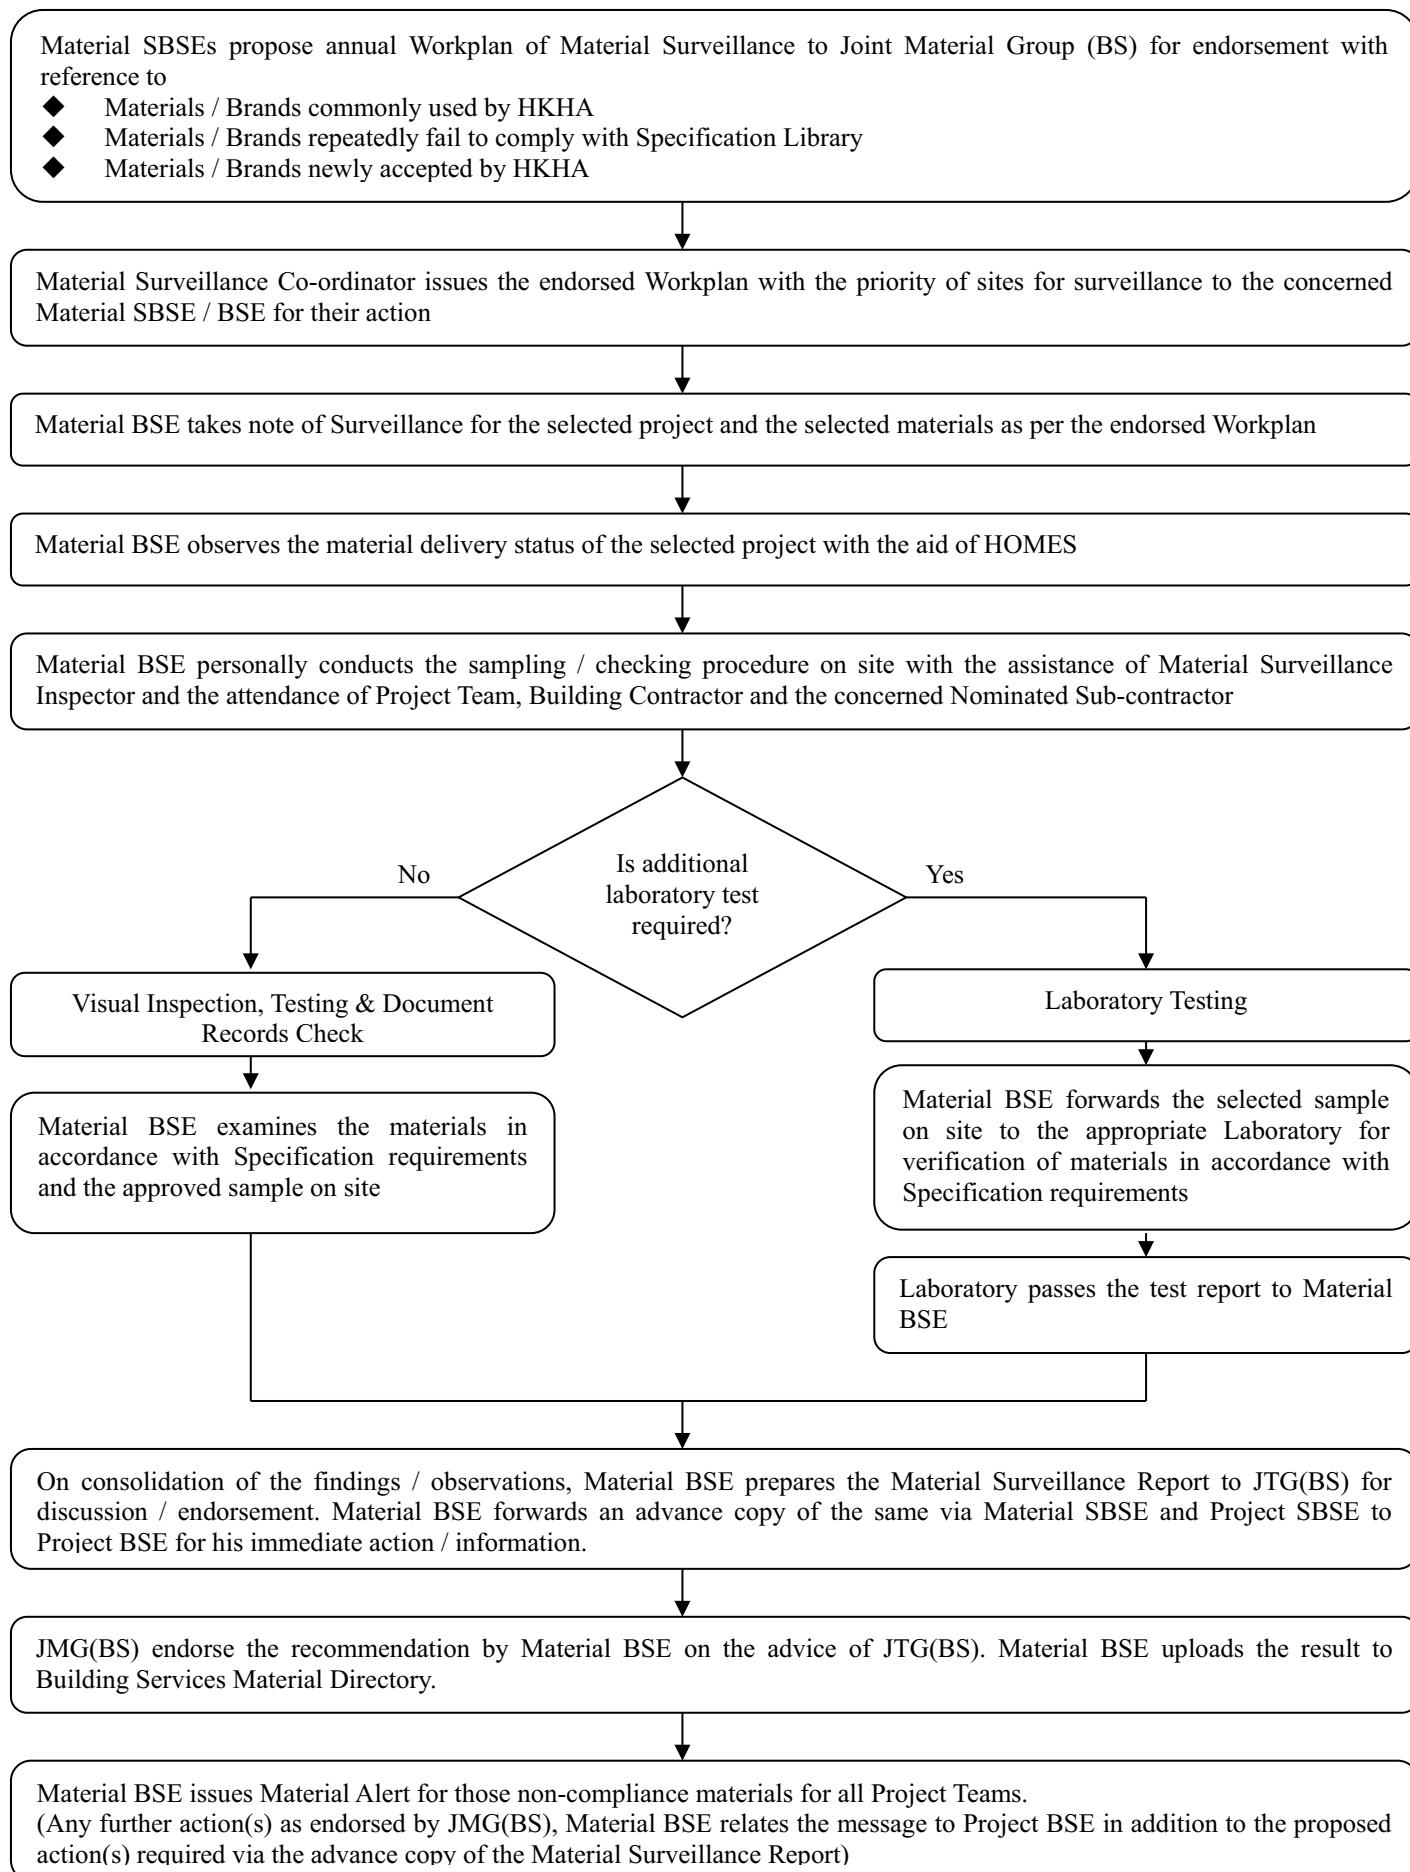 Material SBSEs propose annual Workplan of Material Surveillance to Joint Material Group (BS) for endorsement with
reference to
◆ Materials / Brands commonly used by HKHA
◆ Materials / Brands repeatedly fail to comply with Specification Library
◆ Materials / Brands newly accepted by HKHA
Material Surveillance Co-ordinator issues the endorsed Workplan with the priority of sites for surveillance to the concerned
Material SBSE / BSE for their action
Material BSE takes note of Surveillance for the selected project and the selected materials as per the endorsed Workplan
Material BSE observes the material delivery status of the selected project with the aid of HOMES
Material BSE personally conducts the sampling / checking procedure on site with the assistance of Material Surveillance
Inspector and the attendance of Project Team, Building Contractor and the concerned Nominated Sub-contractor
Is additional
laboratory test
required?
No
Yes
Visual Inspection, Testing & Document
Records Check
Material BSE examines the materials in
accordance with Specification requirements
and the approved sample on site
Laboratory Testing
Material BSE forwards the selected sample
on site to the appropriate Laboratory for
verification of materials in accordance with
Specification requirements
Laboratory passes the test report to Material
BSE
On consolidation of the findings / observations, Material BSE prepares the Material Surveillance Report to JTG(BS) for
discussion / endorsement. Material BSE forwards an advance copy of the same via Material SBSE and Project SBSE to
Project BSE for his immediate action / information.
JMG(BS) endorse the recommendation by Material BSE on the advice of JTG(BS). Material BSE uploads the result to
Building Services Material Directory.
Material BSE issues Material Alert for those non-compliance materials for all Project Teams.
(Any further action(s) as endorsed by JMG(BS), Material BSE relates the message to Project BSE in addition to the proposed
action(s) required via the advance copy of the Material Surveillance Report)